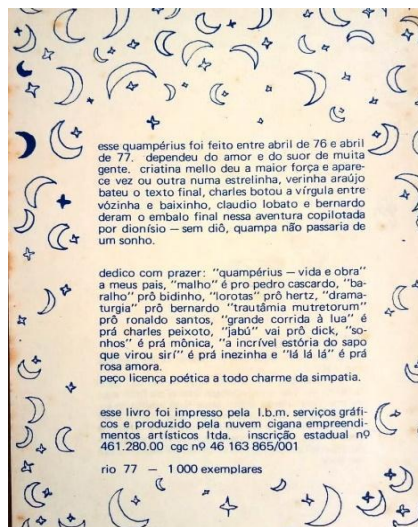 esse quampérius foi feito entre abril de 76 e abril
de 77. dependeu do amor e do suor de muita
gente. criatina mello deu a maior força e apare-
ce vez ou outra numa estrelinha, verinha araújo
bateu o texto final, charles botou a vírgula entre
vózinha e baixinho, claudio lobato e bernardo
deram o embalo final nessa aventura copilotada
por dionísio — sem diô, quampa não passaria de
um sonho.
dedico com prazer: "quampérius — vida e obra"
a meus pais, "malho" é pro pedro cascardo, "ba-
ralho" prô bidinho, "lorotas" prô hertz, "drama-
turgia" prô bernardo "trautâmia mutretorum"
prô ronaldo santos, "grande corrida à lua" é
prá charles peixoto, "jabú" vai prô dick, "so-
nhos" é prá mônica, "a incrível estória do sapo
que virou sirí" é prá inezinha e "lá lá lá" é prá
rosa amora.
peço licença poética a todo charme da simpatia.
esse livro foi impresso pela l.b.m. serviços gráfi-
cos e produzido pela nuvem cigana empreendi-
mentos artísticos ltda. inscrição estadual nº
461.280.00 cgc nº 46 163 865/001
rio 77 — 1 000 exemplares